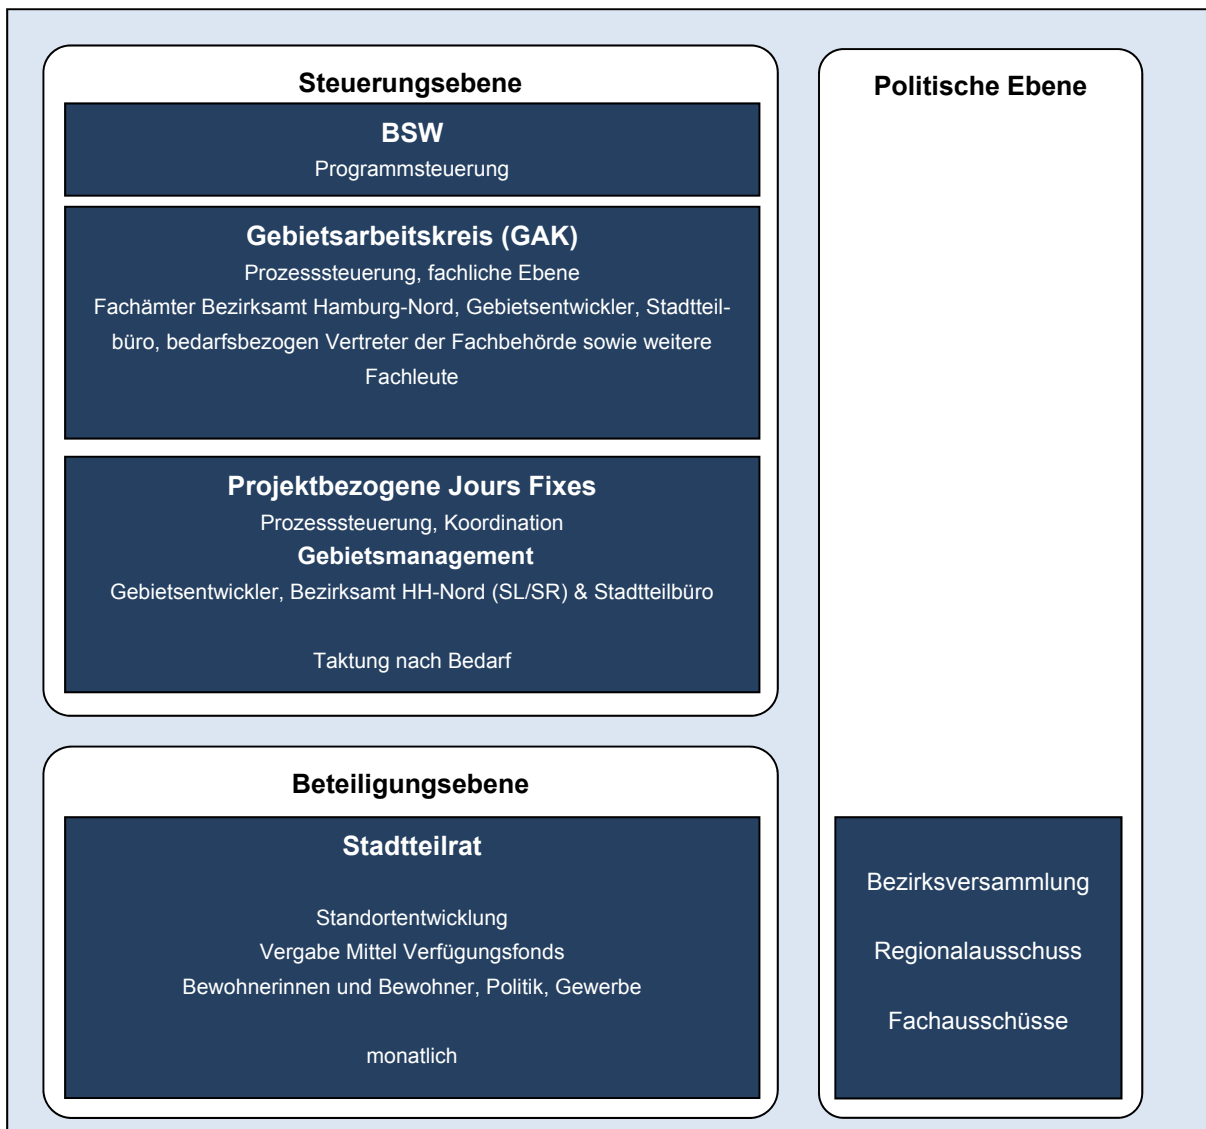 Steuerungsebene
BSW
Programmsteuerung
Gebietsarbeitskreis (GAK)
Prozesssteuerung, fachliche Ebene
Fachämter Bezirksamt Hamburg-Nord, Gebietsentwickler, Stadtteil-
büro, bedarfsbezogen Vertreter der Fachbehörde sowie weitere
Fachleute
Projektbezogene Jours Fixes
Prozesssteuerung, Koordination
Gebietsmanagement
Gebietsentwickler, Bezirksamt HH-Nord (SL/SR) & Stadtteilbüro
Taktung nach Bedarf
Beteiligungsebene
Stadtteilrat
Standortentwicklung
Vergabe Mittel Verfügungsfonds
Bewohnerinnen und Bewohner, Politik, Gewerbe
monatlich
Politische Ebene
Bezirksversammlung
Regionalausschuss
Fachausschüsse